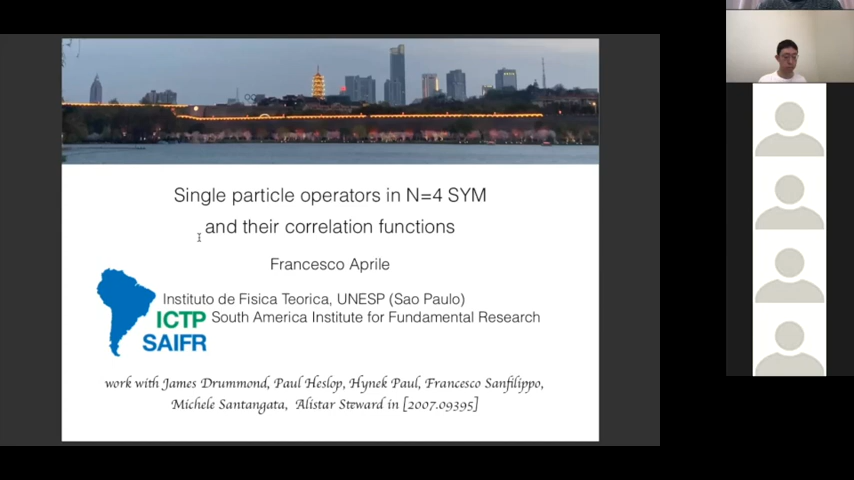 Single particle operators in N=4 SYM
and their correlation functions
Francesco Aprile
Instituto de Fisica Teorica, UNESP (Sao Paulo)
ICTP South America Institute for Fundamental Research
SAIFR
work with James Drummond, Paul Heslop, Hynek Paul, Francesco Sanfilippo,
Michele Santangata, Alistar Steward in [2007.09395]